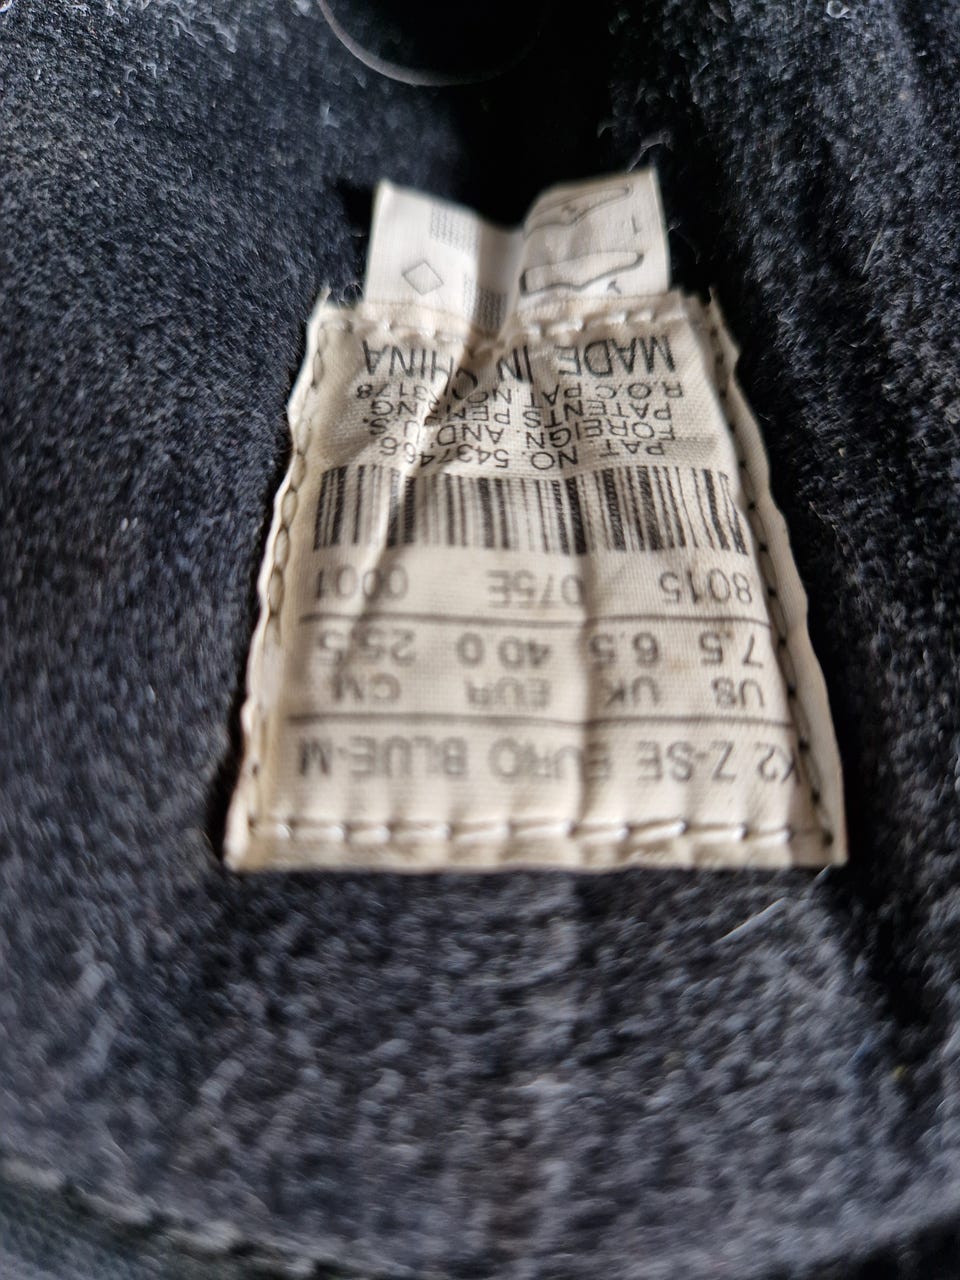 K2 Z-SE EURO BLUE-M
US UK EUR CM
7.5 6.5 40.0 25.5
8015 075E 0001
PAT NO. 5437466
FOREIGN AND U.S.
PATENTS PENDING.
R.O.C. PAT NO.
MADE IN CHINA